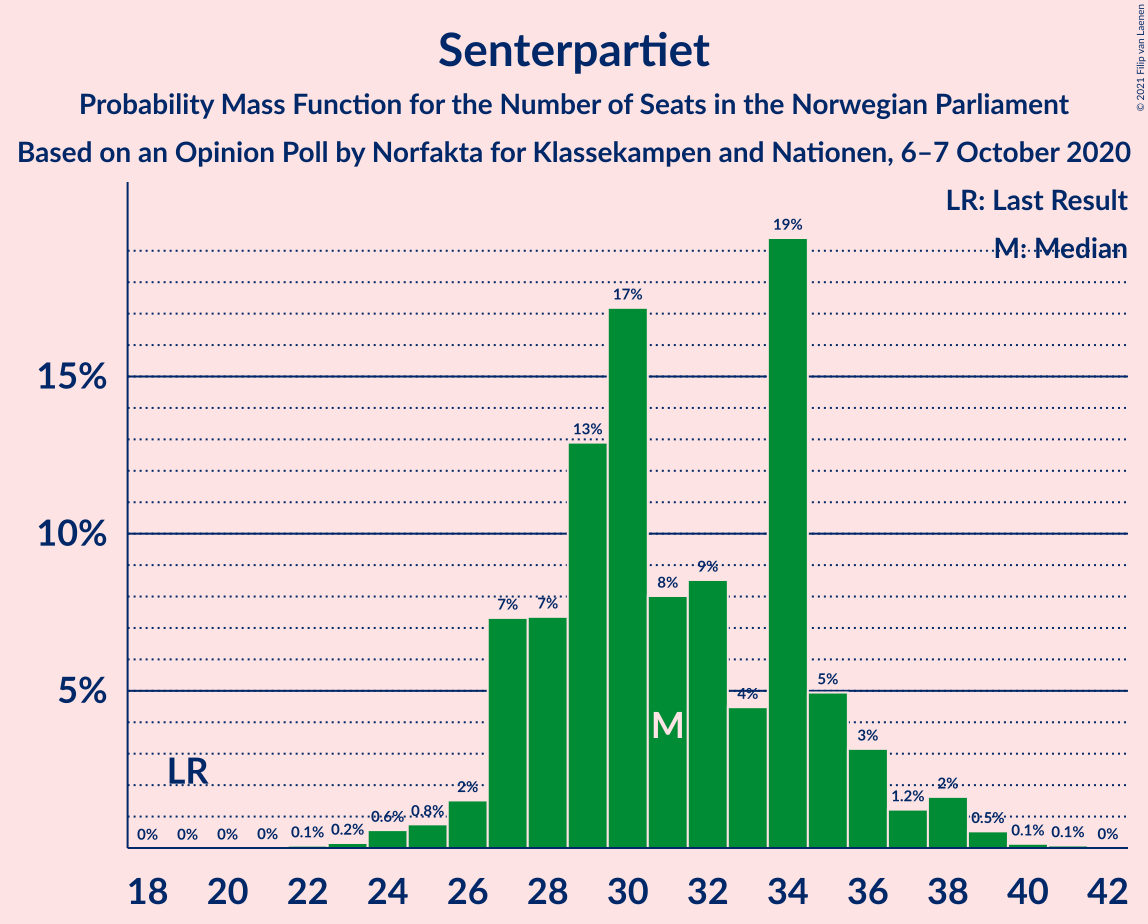 Senterpartiet
Probability Mass Function for the Number of Seats in the Norwegian Parliament
Based on an Opinion Poll by Norfakta for Klassekampen and Nationen, 6–7 October 2020
© 2021 Filip van Laenen
LR: Last Result
M: Median
15%
10%
5%
LR
M
0% 0% 0% 0% 0.1% 0.2% 0.6% 0.8% 2% 7% 7% 13% 17% 8% 9% 4% 19% 5% 3% 1.2% 2% 0.5% 0.1% 0.1% 0%
18 20 22 24 26 28 30 32 34 36 38 40 42